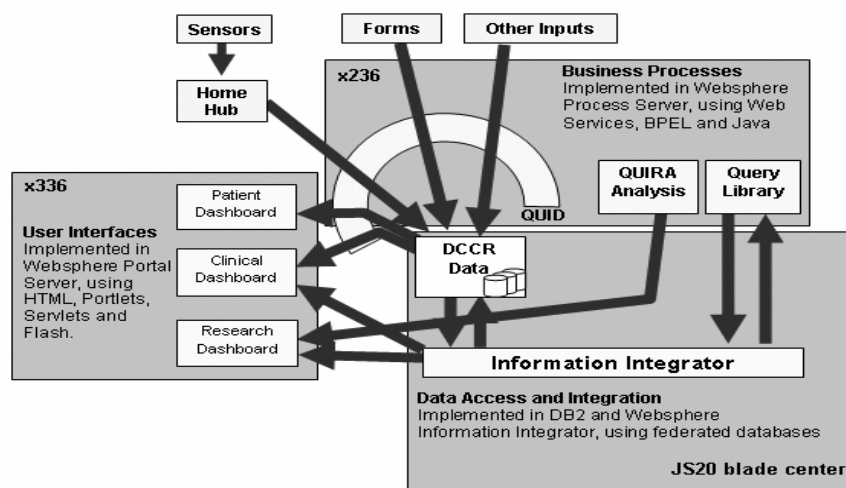 Sensors
Forms
Other Inputs
Home
Hub
x236
Business Processes
Implemented in Websphere
Process Server, using Web
Services, BPEL and Java
QUIRA
Analysis
Query
Library
QUID
x336
User Interfaces
Implemented in
Websphere Portal
Server, using
HTML, Portlets,
Servlets and
Flash.
Patient
Dashboard
Clinical
Dashboard
Research
Dashboard
DCCR
Data
Information Integrator
Data Access and Integration
Implemented in DB2 and Websphere
Information Integrator, using federated databases
JS20 blade center